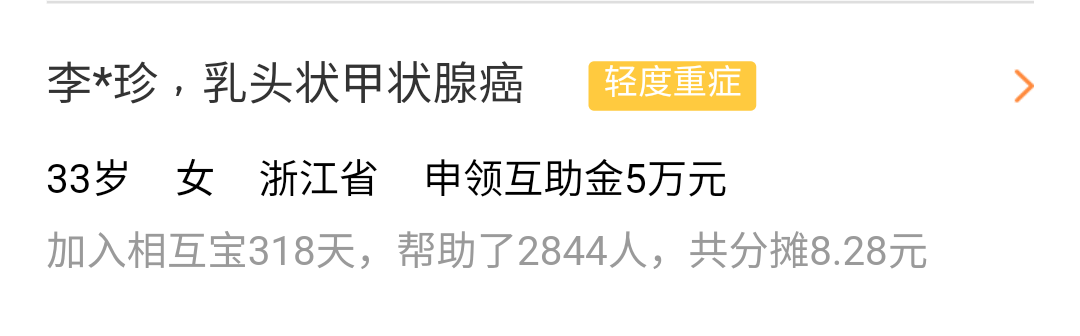 李*珍，乳头状甲状腺癌 轻度重症
33岁 女 浙江省 申领互助金5万元
加入相互宝318天，帮助了2844人，共分摊8.28元